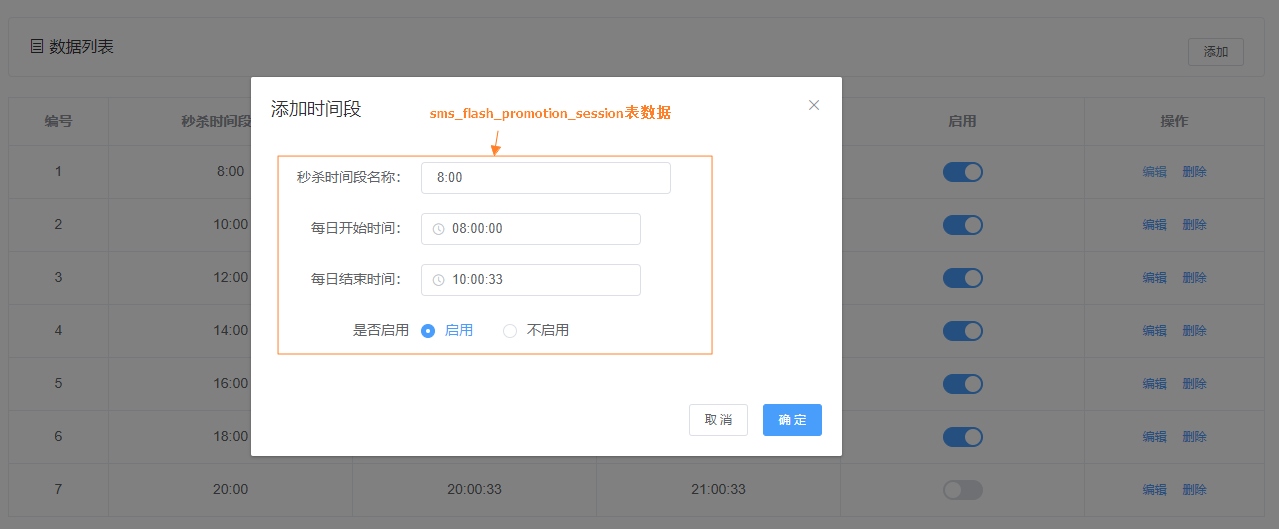 数据列表
添加
编号 秒杀时间段 启用 操作
添加时间段
sms_flash_promotion_session表数据
秒杀时间段名称： 8:00
每日开始时间： 08:00:00
每日结束时间： 10:00:33
是否启用 启用 不启用
取消 确定
1 8:00 编辑 删除
2 10:00 编辑 删除
3 12:00 编辑 删除
4 14:00 编辑 删除
5 16:00 编辑 删除
6 18:00 编辑 删除
7 20:00 20:00:33 21:00:33 编辑 删除